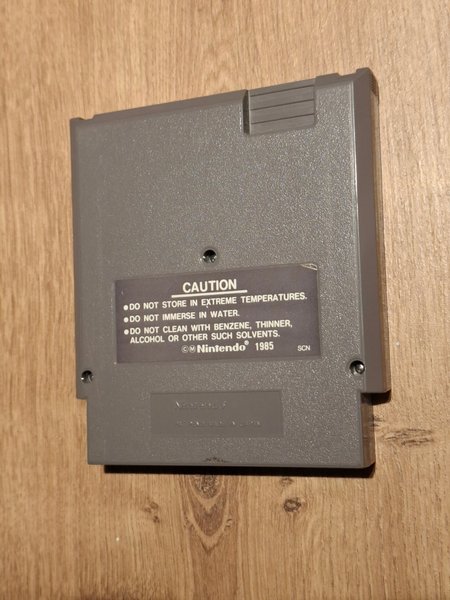 CAUTION
•DO NOT STORE IN EXTREME TEMPERATURES.
•DO NOT IMMERSE IN WATER.
•DO NOT CLEAN WITH BENZENE, THINNER,
ALCOHOL OR OTHER SUCH SOLVENTS.
©Ⓜ Nintendo® 1985 SCN
Nintendo®